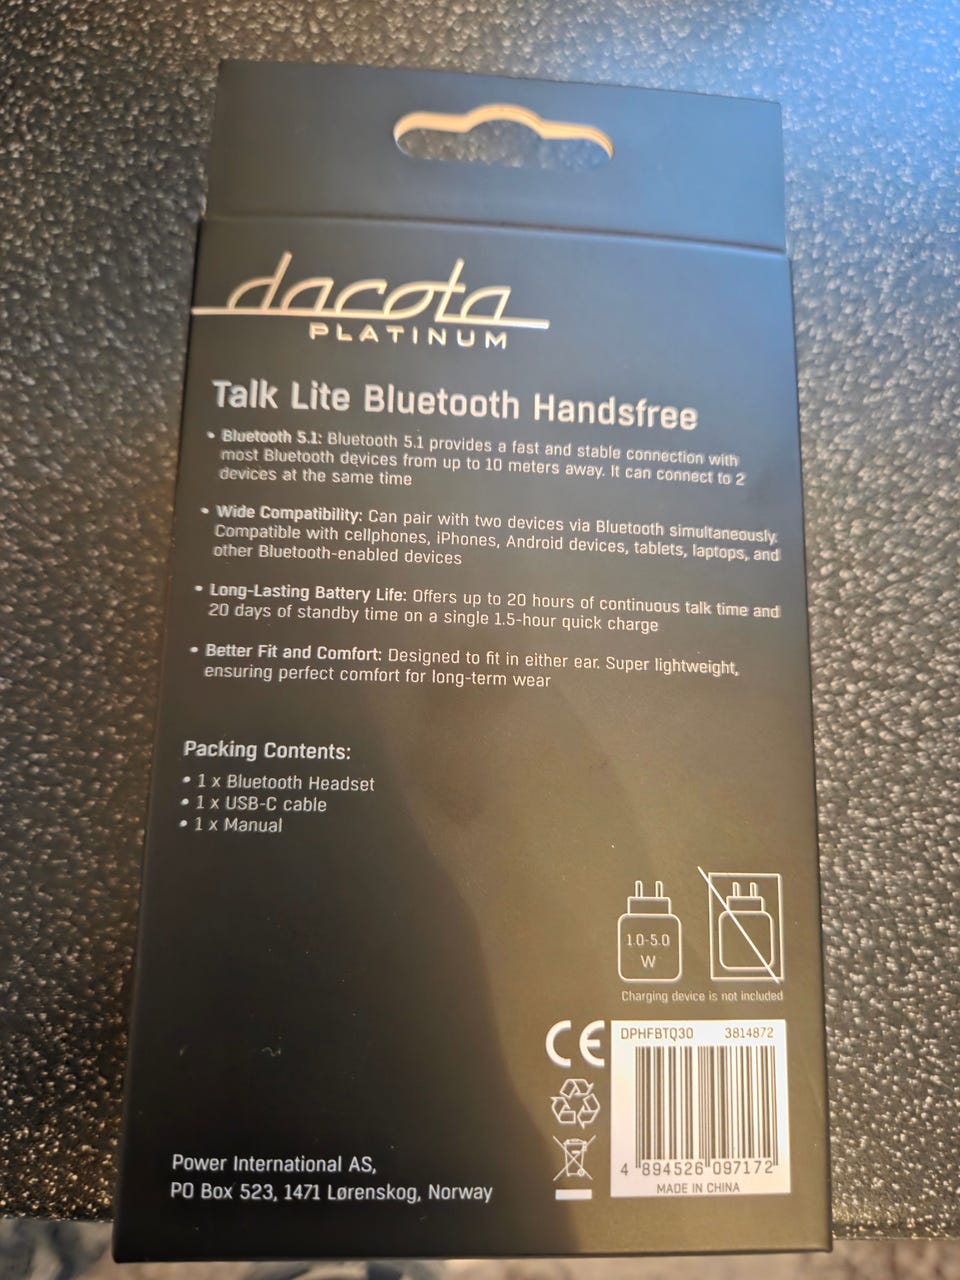 dacota
PLATINUM
Talk Lite Bluetooth Handsfree
• Bluetooth 5.1: Bluetooth 5.1 provides a fast and stable connection with
most Bluetooth devices from up to 10 meters away. It can connect to 2
devices at the same time
• Wide Compatibility: Can pair with two devices via Bluetooth simultaneously.
Compatible with cellphones, iPhones, Android devices, tablets, laptops, and
other Bluetooth-enabled devices
• Long-Lasting Battery Life: Offers up to 20 hours of continuous talk time and
20 days of standby time on a single 1.5-hour quick charge
• Better Fit and Comfort: Designed to fit in either ear. Super lightweight,
ensuring perfect comfort for long-term wear
Packing Contents:
• 1 x Bluetooth Headset
• 1 x USB-C cable
• 1 x Manual
1.0-5.0
W
Charging device is not included
CE
DPHFBTQ30 3814872
4 894526 097172
MADE IN CHINA
Power International AS,
PO Box 523, 1471 Lørenskog, Norway